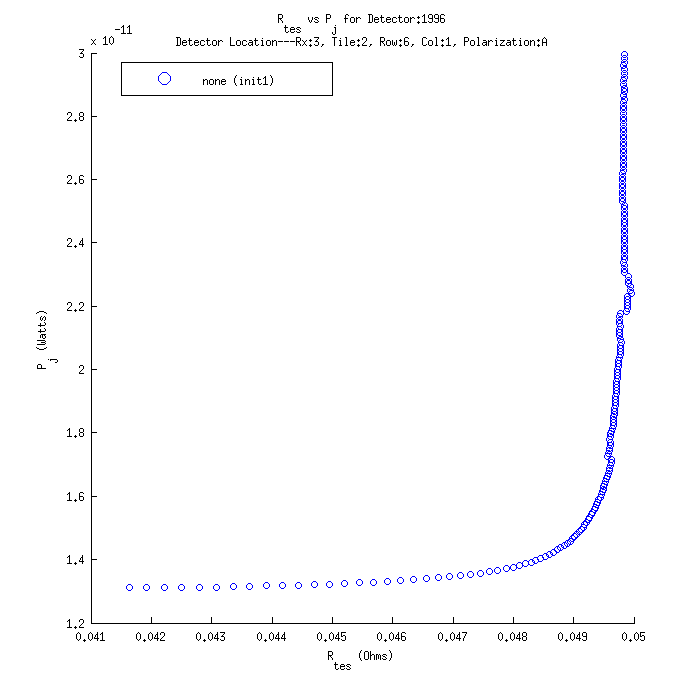 R_tes vs P_j for Detector:1996
Detector Location---Rx:3, Tile:2, Row:6, Col:1, Polarization:A
x 10^-11
none (init1)
3
2.8
2.6
2.4
2.2
2
1.8
1.6
1.4
1.2
P_j (Watts)
0.041 0.042 0.043 0.044 0.045 0.046 0.047 0.048 0.049 0.05
R_tes (Ohms)